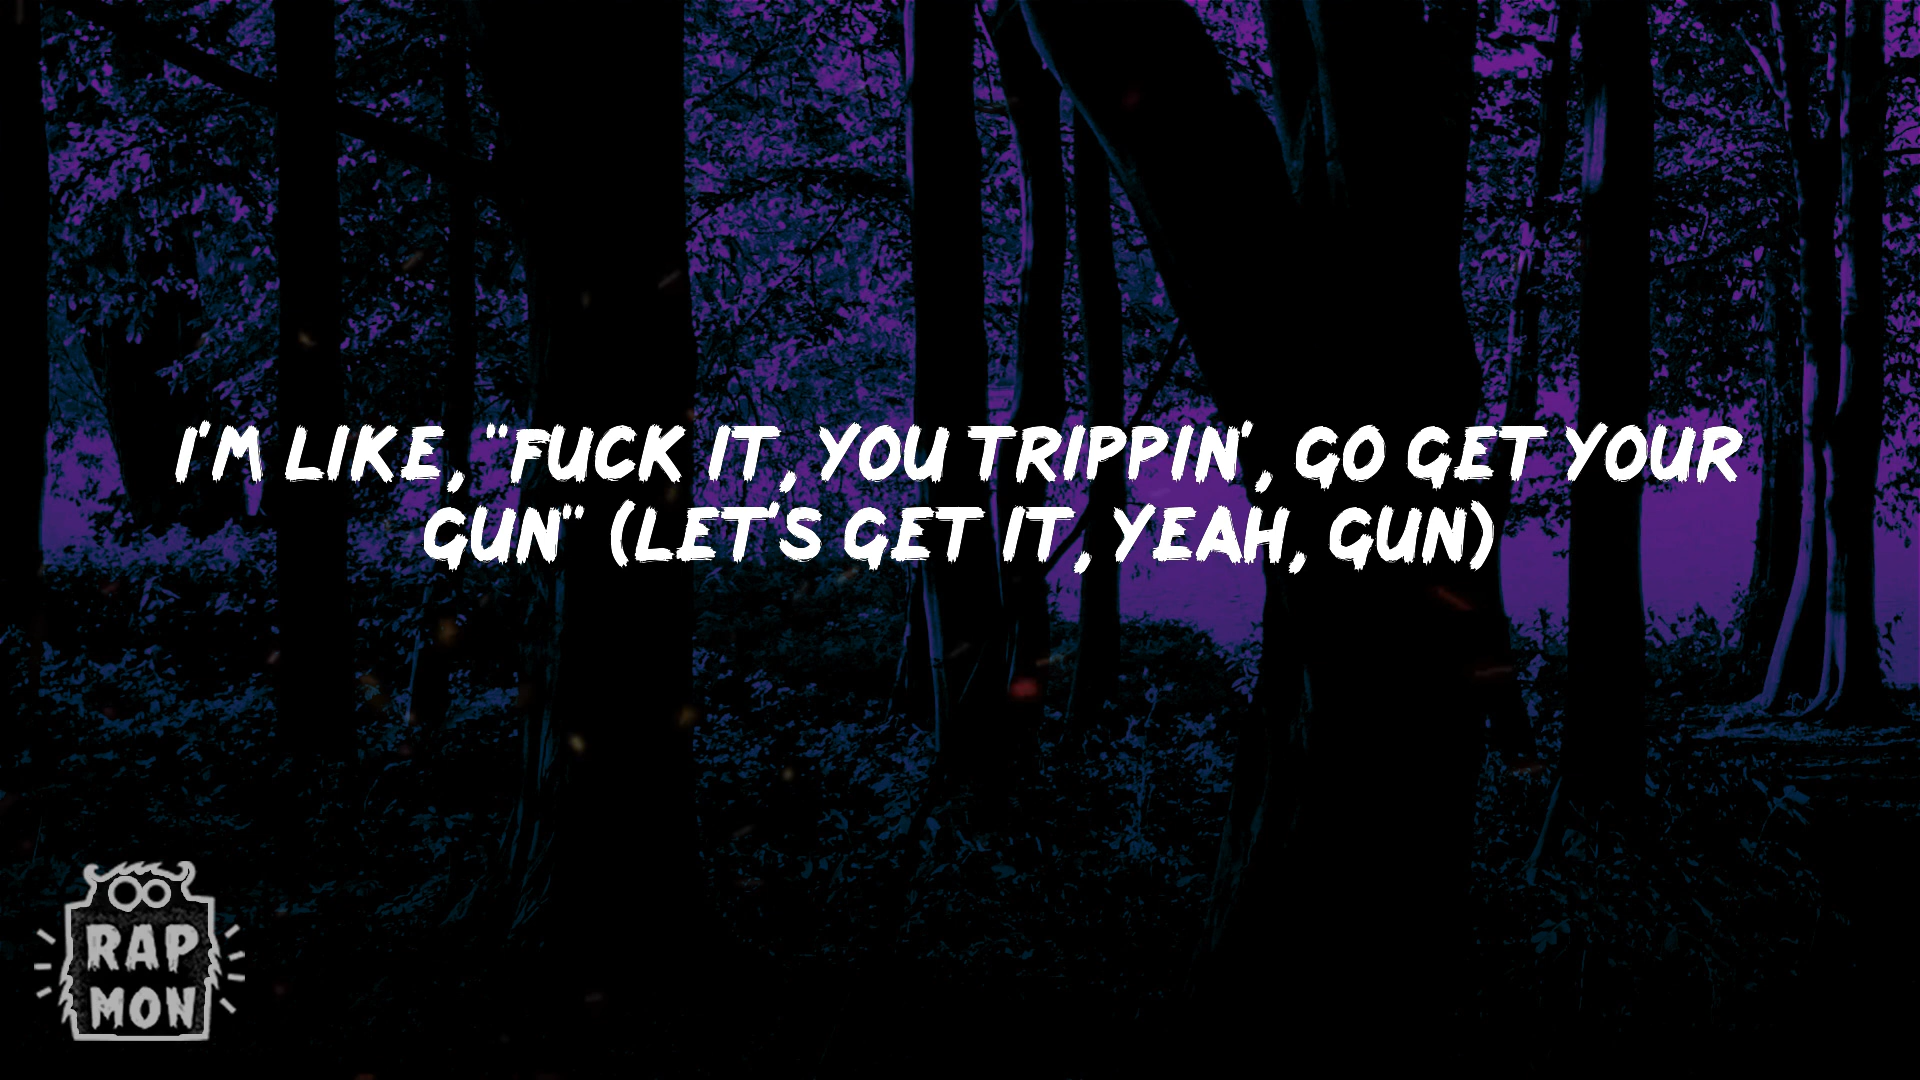 I'M LIKE, "FUCK IT, YOU TRIPPIN', GO GET YOUR
GUN" (LET'S GET IT, YEAH, GUN)
RAP
MON